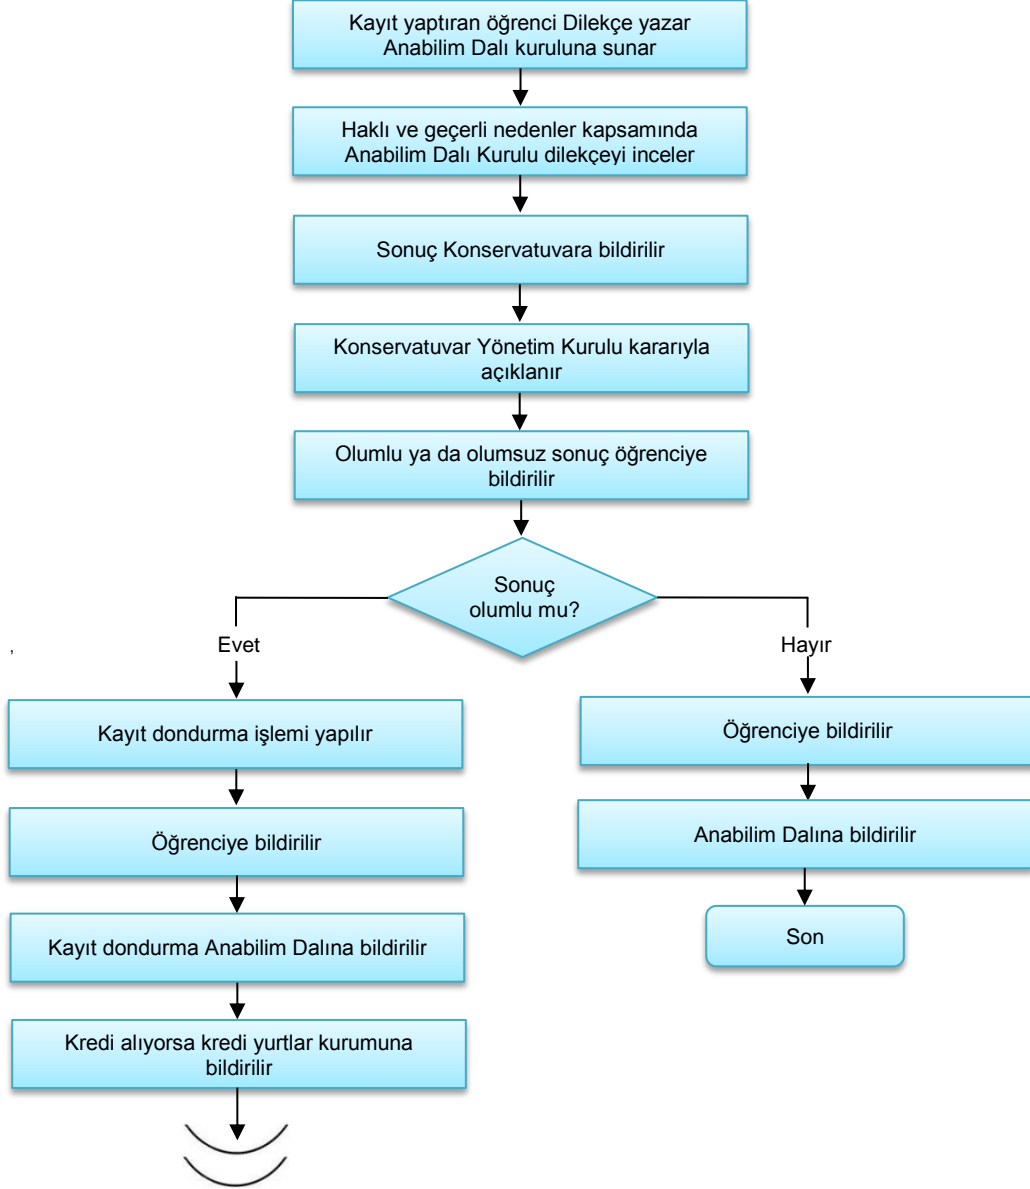 Kayıt yaptıran öğrenci Dilekçe yazar
Anabilim Dalı kuruluna sunar
Haklı ve geçerli nedenler kapsamında
Anabilim Dalı Kurulu dilekçeyi inceler
Sonuç Konservatuvara bildirilir
Konservatuvar Yönetim Kurulu kararıyla
açıklanır
Olumlu ya da olumsuz sonuç öğrenciye
bildirilir
Sonuç
olumlu mu?
,
Evet
Hayır
Kayıt dondurma işlemi yapılır
Öğrenciye bildirilir
Kayıt dondurma Anabilim Dalına bildirilir
Kredi alıyorsa kredi yurtlar kurumuna
bildirilir
Öğrenciye bildirilir
Anabilim Dalına bildirilir
Son